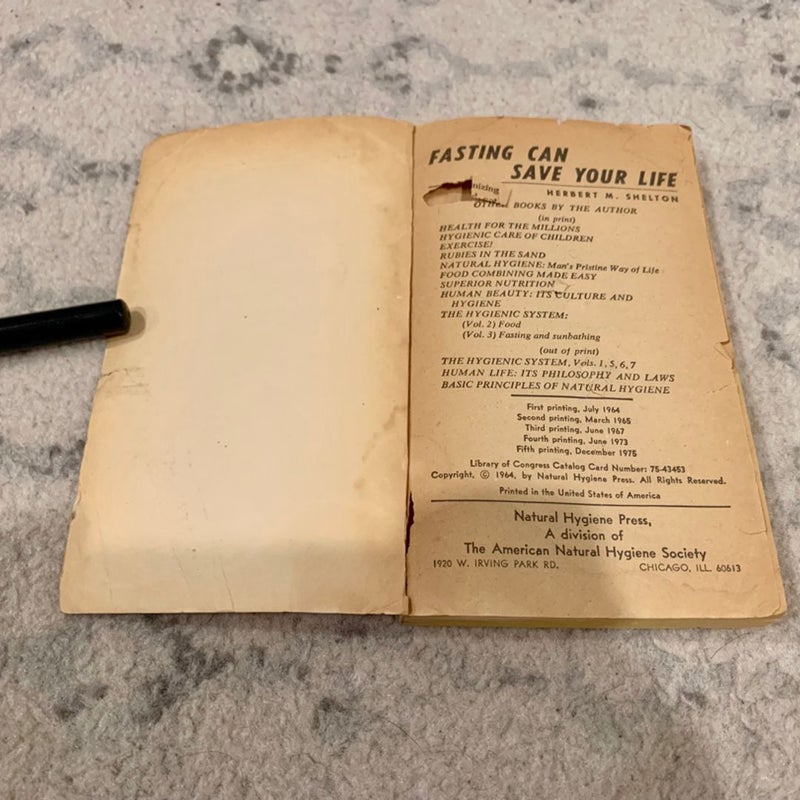 FASTING CAN
SAVE YOUR LIFE
HERBERT M. SHELTON
nizing
BOOKS BY THE AUTHOR
(in print)
HEALTH FOR THE MILLIONS
HYGIENIC CARE OF CHILDREN
EXERCISE!
RUBIES IN THE SAND
NATURAL HYGIENE: Man's Pristine Way of Life
FOOD COMBINING MADE EASY
SUPERIOR NUTRITION
HUMAN BEAUTY: ITS CULTURE AND
HYGIENE
THE HYGIENIC SYSTEM:
(Vol. 2) Food
(Vol. 3) Fasting and sunbathing
(out of print)
THE HYGIENIC SYSTEM, Vols. 1, 5, 6, 7
HUMAN LIFE: ITS PHILOSOPHY AND LAWS
BASIC PRINCIPLES OF NATURAL HYGIENE
First printing, July 1964
Second printing, March 1965
Third printing, June 1967
Fourth printing, June 1973
Fifth printing, December 1975
Library of Congress Catalog Card Number: 75-43453
Copyright, © 1964, by Natural Hygiene Press. All Rights Reserved.
Printed in the United States of America
Natural Hygiene Press,
A division of
The American Natural Hygiene Society
1920 W. IRVING PARK RD. CHICAGO, ILL. 60613